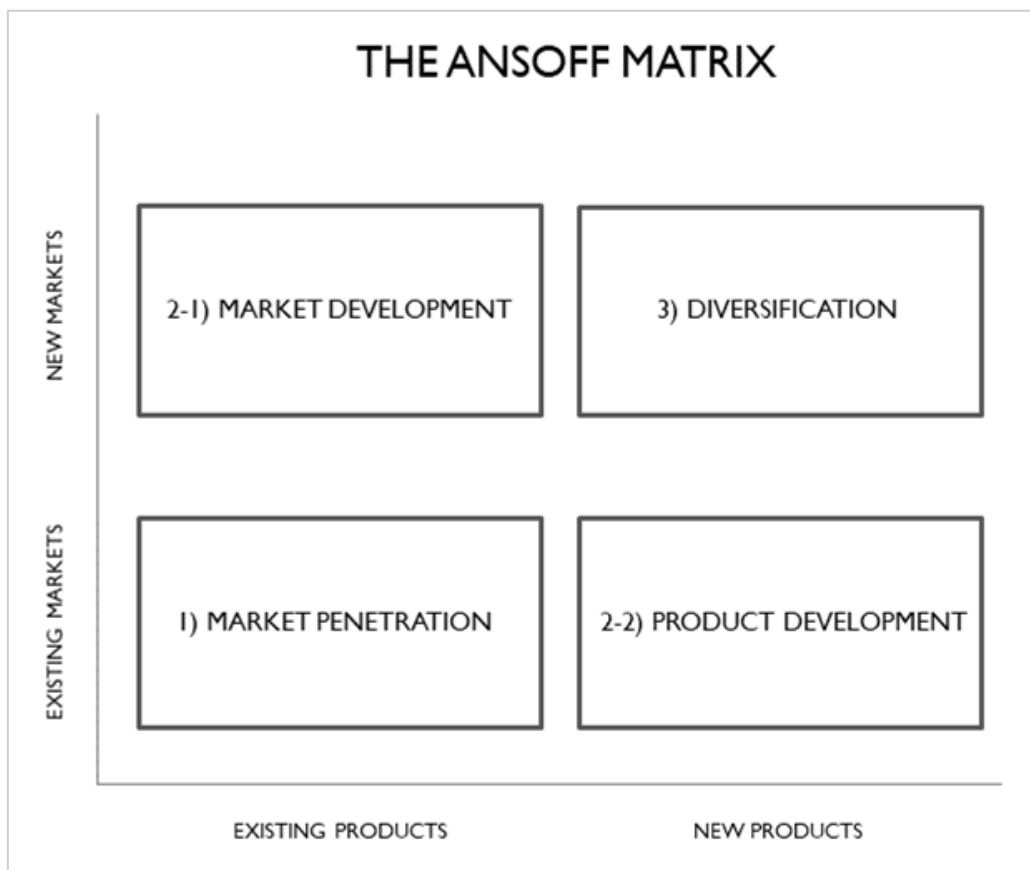 THE ANSOFF MATRIX
NEW MARKETS
2-1) MARKET DEVELOPMENT
3) DIVERSIFICATION
EXISTING MARKETS
1) MARKET PENETRATION
2-2) PRODUCT DEVELOPMENT
EXISTING PRODUCTS
NEW PRODUCTS